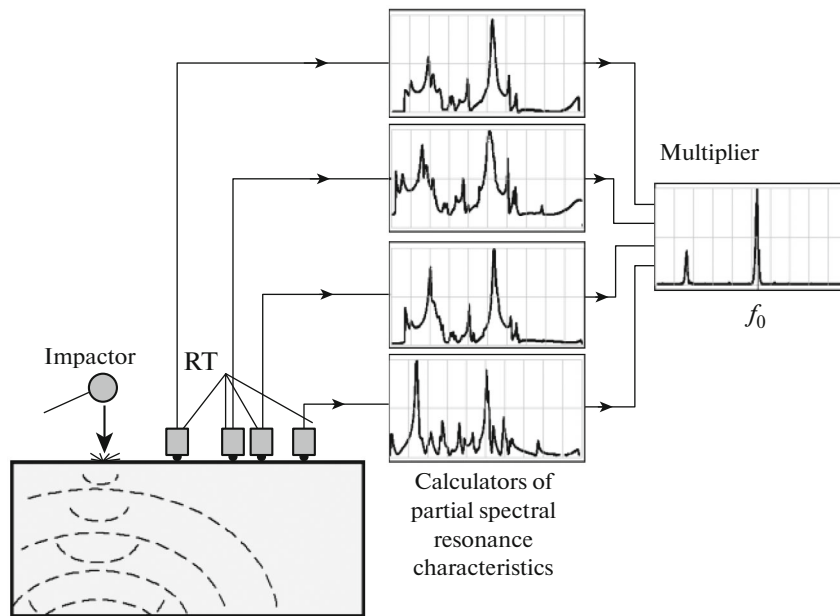 Multiplier
f₀
Impactor
RT
Calculators of
partial spectral
resonance
characteristics